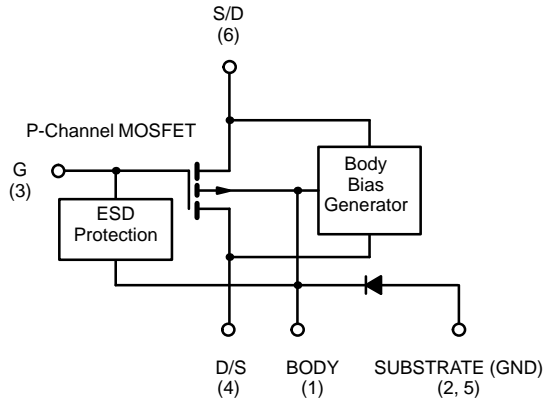 S/D
(6)
P-Channel MOSFET
G
(3)
ESD
Protection
Body
Bias
Generator
D/S
(4)
BODY
(1)
SUBSTRATE (GND)
(2, 5)